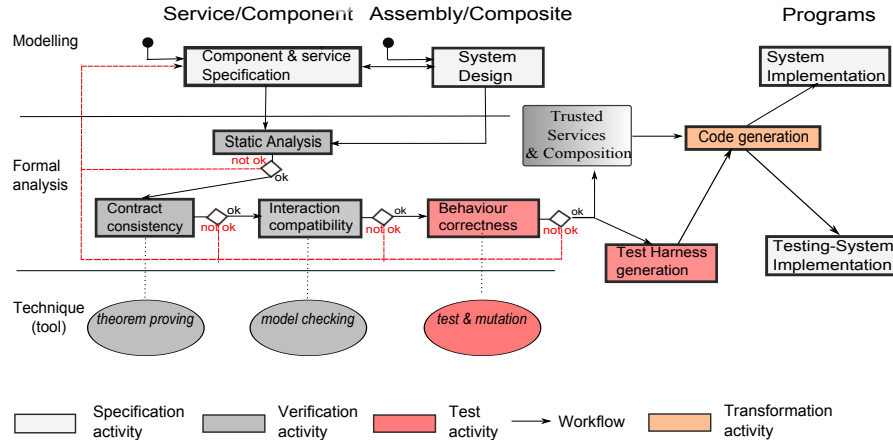 Service/Component
Assembly/Composite
Programs
Modelling
Component & service
Specification
System
Design
System
Implementation
Static Analysis
Trusted
Services
& Composition
Code generation
not ok
ok
Formal
analysis
Contract
consistency
ok
not ok
Interaction
compatibility
ok
not ok
Behaviour
correctness
ok
not ok
Test Harness
generation
Testing-System
Implementation
Technique
(tool)
theorem proving
model checking
test & mutation
Specification
activity
Verification
activity
Test
activity
Workflow
Transformation
activity